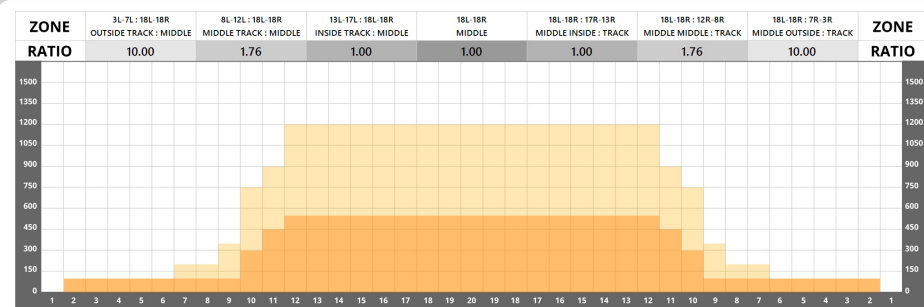 ZONE 3L-7L : 18L-18R 8L-12L : 18L-18R 13L-17L : 18L-18R 18L-18R 18L-18R : 17R-13R 18L-18R : 12R-8R 18L-18R : 7R-3R ZONE
OUTSIDE TRACK : MIDDLE MIDDLE TRACK : MIDDLE INSIDE TRACK : MIDDLE MIDDLE MIDDLE INSIDE : TRACK MIDDLE MIDDLE : TRACK MIDDLE OUTSIDE : TRACK
RATIO 10.00 1.76 1.00 1.00 1.00 1.76 10.00 RATIO
1500 1500
1350 1350
1200 1200
1050 1050
900 900
750 750
600 600
450 450
300 300
150 150
0 0
1 2 3 4 5 6 7 8 9 10 11 12 13 14 15 16 17 18 19 20 19 18 17 16 15 14 13 12 11 10 9 8 7 6 5 4 3 2 1